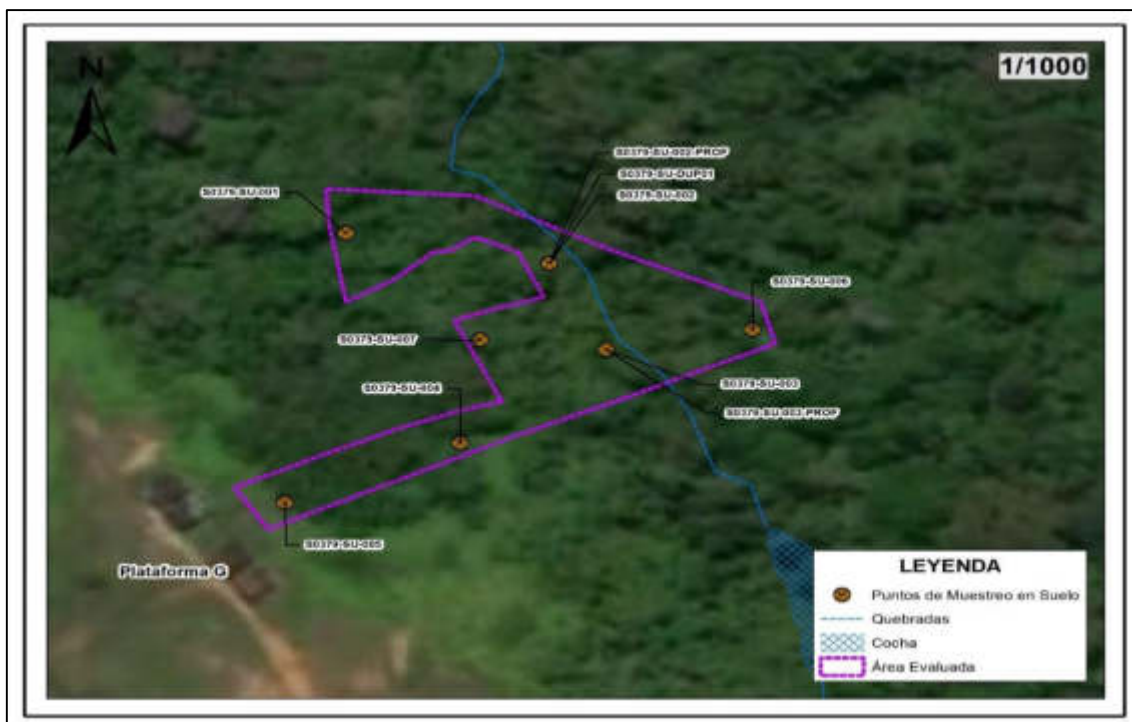 1/1000
N
S0379-SU-002-PROF
S0379-SU-DUP01
S0379-SU-002
S0379-SU-001
S0379-SU-006
S0379-SU-007
S0379-SU-003
S0379-SU-003-PROF
S0379-SU-005
Plataforma G
LEYENDA
Puntos de Muestreo en Suelo
Quebradas
Cocha
Área Evaluada